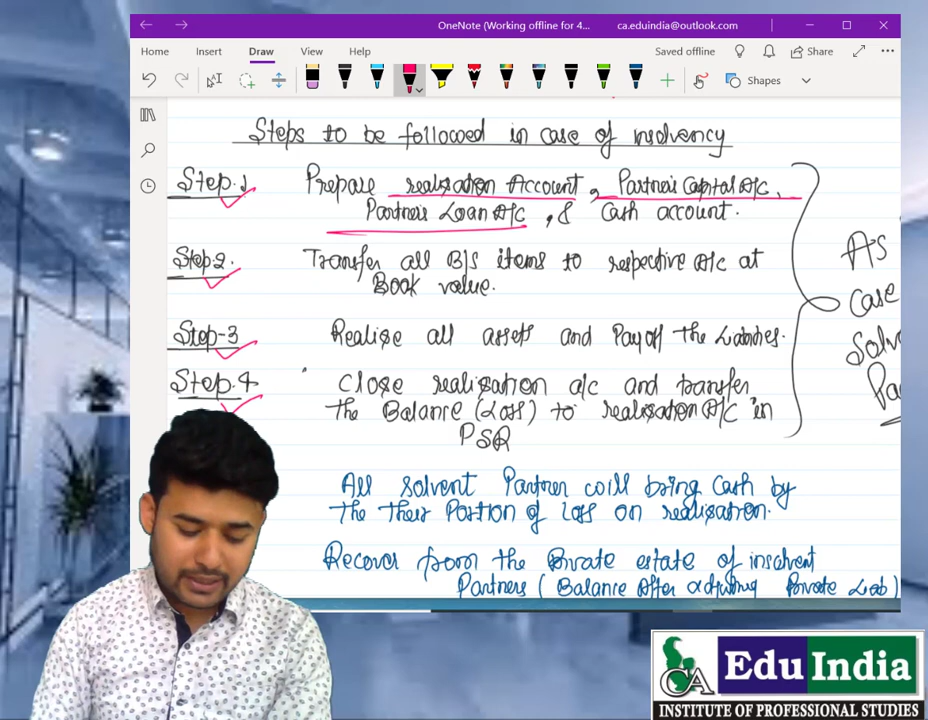 OneNote (Working offline for 4... ca.eduindia@outlook.com
Home Insert Draw View Help Saved offline Share
Shapes
Steps to be followed in case of insolvency
Step.1 Prepare realisation Account, Partner's Capital A/c,
Partner's Loan A/c, & Cash account.
Step.2. Transfer all B/S items to respective A/c at
Book value.
Step-3 Realise all assets and Payoff the Liabilities.
Step.4 Close realisation a/c and transfer
the Balance (Loss) to realisation A/c in
PSR
As
case
Solv
Pa
All Solvent Partner will bring Cash by
the their Portion of Loss on realisation.
Recover from the Private estate of insolvent
Partners (Balance After adjusting Private Liab)
CA Edu India
INSTITUTE OF PROFESSIONAL STUDIES